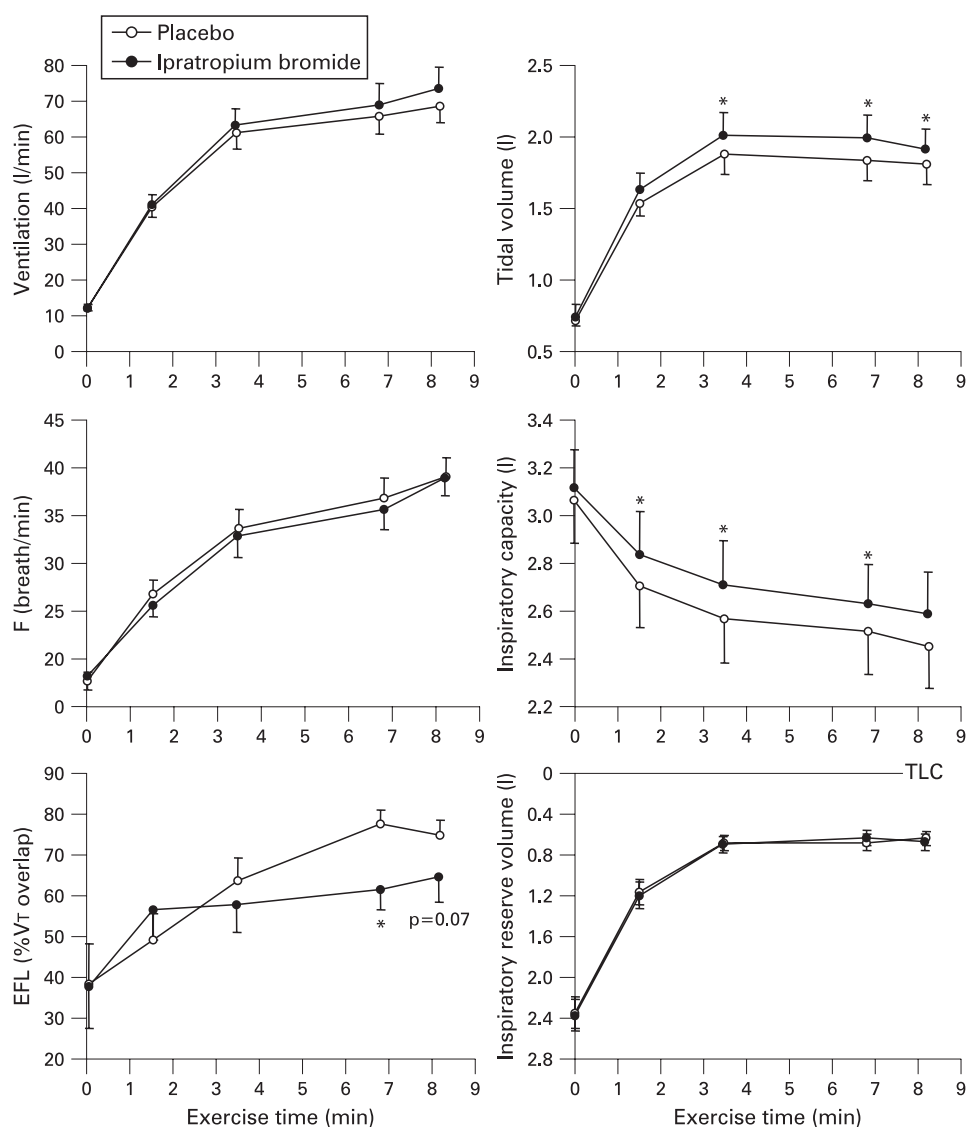 Placebo
Ipratropium bromide
Ventilation (l/min)
80
70
60
50
40
30
20
10
0
0 1 2 3 4 5 6 7 8 9
Tidal volume (l)
2.5
2.0
1.5
1.0
0.5
* * *
0 1 2 3 4 5 6 7 8 9
F (breath/min)
45
40
35
30
25
20
0
0 1 2 3 4 5 6 7 8 9
Inspiratory capacity (l)
3.4
3.2
3.0
2.8
2.6
2.4
2.2
* * *
0 1 2 3 4 5 6 7 8 9
EFL (%VT overlap)
90
80
70
60
50
40
30
20
* p=0.07
0 1 2 3 4 5 6 7 8 9
Exercise time (min)
Inspiratory reserve volume (l)
0
0.4
0.8
1.2
1.6
2.0
2.4
2.8
TLC
0 1 2 3 4 5 6 7 8 9
Exercise time (min)